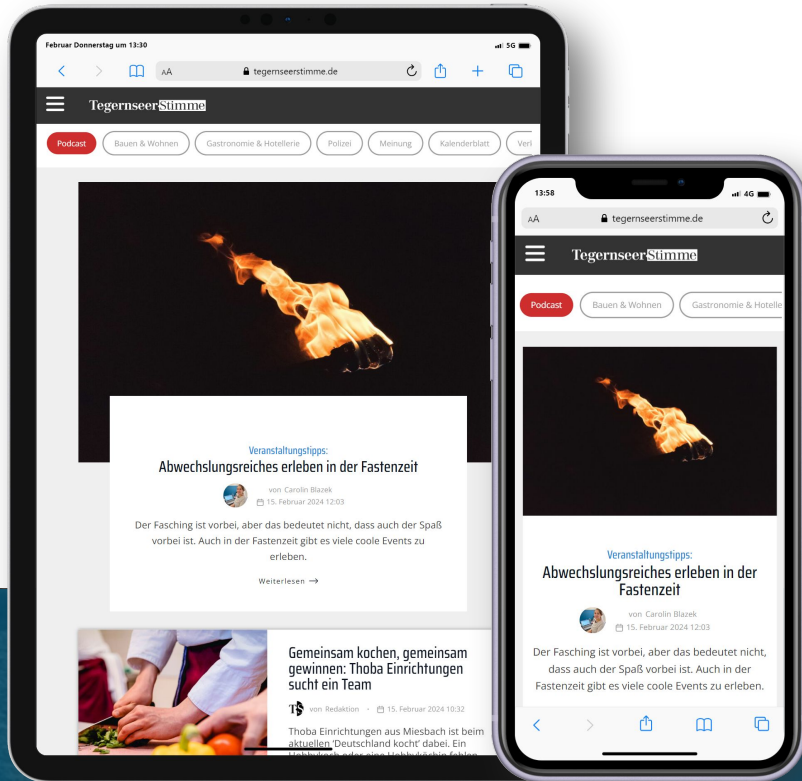 Februar Donnerstag um 13:30
5G
AA
tegernseerstimme.de
TegernseerStimme
Podcast
Bauen & Wohnen
Gastronomie & Hotellerie
Polizei
Meinung
Kalenderblatt
Veranstaltungstipps:
Abwechslungsreiches erleben in der Fastenzeit
von Carolin Blazek
15. Februar 2024 12:03
Der Fasching ist vorbei, aber das bedeutet nicht, dass auch der Spaß
vorbei ist. Auch in der Fastenzeit gibt es viele coole Events zu
erleben.
Weiterlesen →
Gemeinsam kochen, gemeinsam
gewinnen: Thoba Einrichtungen
sucht ein Team
TS von Redaktion • 15. Februar 2024 10:32
Thoba Einrichtungen aus Miesbach ist beim
aktuellen 'Deutschland kocht' dabei. Ein
13:58
4G
AA
tegernseerstimme.de
TegernseerStimme
Podcast
Bauen & Wohnen
Gastronomie & Hotelle
Veranstaltungstipps:
Abwechslungsreiches erleben in der
Fastenzeit
von Carolin Blazek
15. Februar 2024 12:03
Der Fasching ist vorbei, aber das bedeutet nicht,
dass auch der Spaß vorbei ist. Auch in der
Fastenzeit gibt es viele coole Events zu erleben.